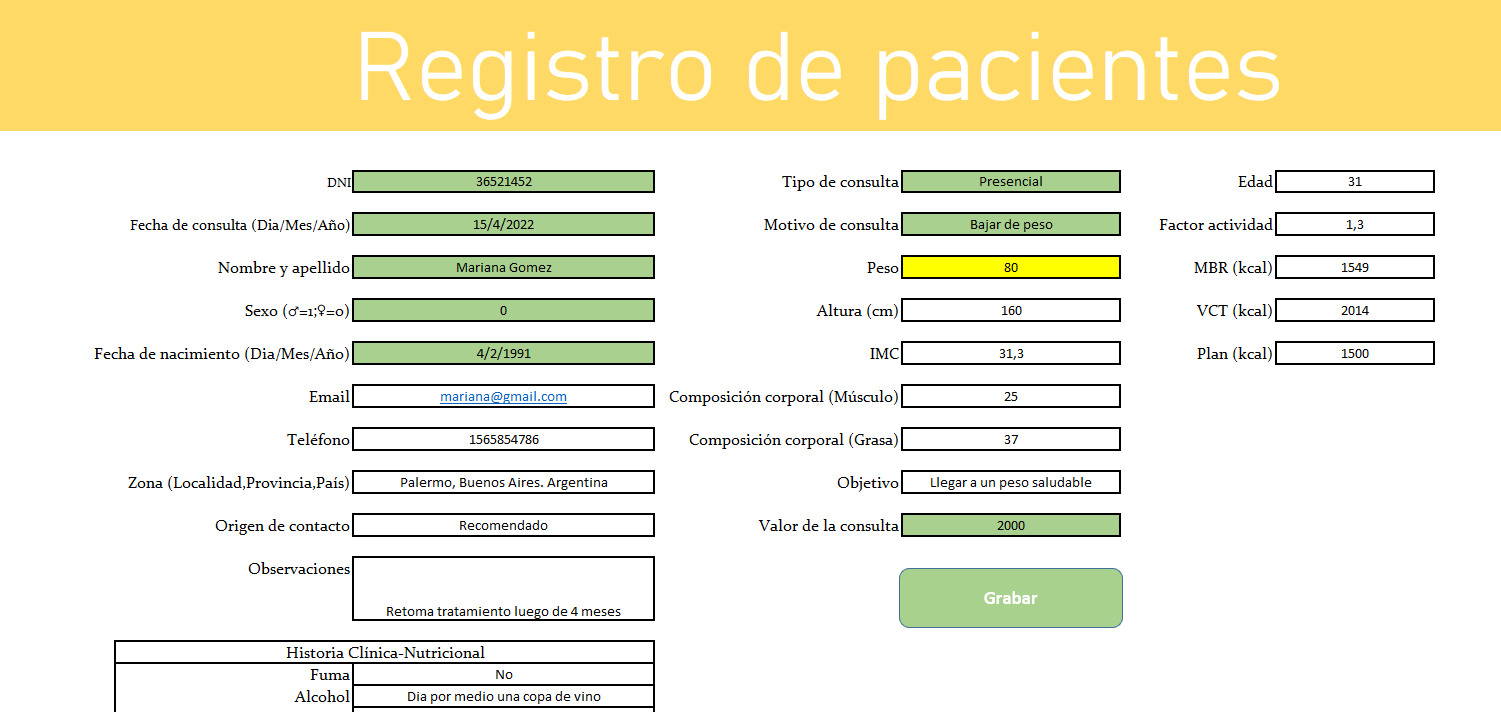 Registro de pacientes
DNI 36521452
Fecha de consulta (Dia/Mes/Año) 15/4/2022
Nombre y apellido Mariana Gomez
Sexo (♂=1;♀=0) 0
Fecha de nacimiento (Dia/Mes/Año) 4/2/1991
Email mariana@gmail.com
Teléfono 1565854786
Zona (Localidad,Provincia,País) Palermo, Buenos Aires. Argentina
Origen de contacto Recomendado
Observaciones
Retoma tratamiento luego de 4 meses
Historia Clínica-Nutricional
Fuma No
Alcohol Dia por medio una copa de vino
Tipo de consulta Presencial
Motivo de consulta Bajar de peso
Peso 80
Altura (cm) 160
IMC 31,3
Composición corporal (Músculo) 25
Composición corporal (Grasa) 37
Objetivo Llegar a un peso saludable
Valor de la consulta 2000
Grabar
Edad 31
Factor actividad 1,3
MBR (kcal) 1549
VCT (kcal) 2014
Plan (kcal) 1500